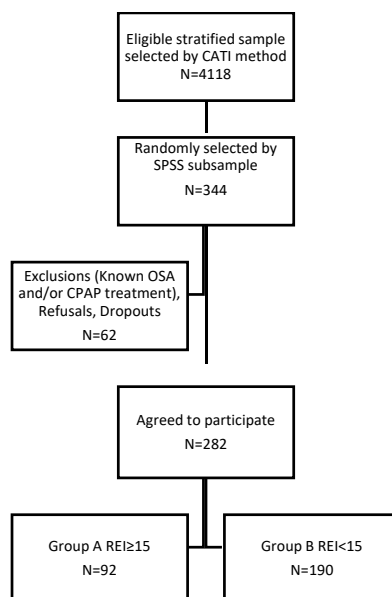 Eligible stratified sample
selected by CATI method
N=4118
Randomly selected by
SPSS subsample
N=344
Exclusions (Known OSA
and/or CPAP treatment),
Refusals, Dropouts
N=62
Agreed to participate
N=282
Group A REI≥15
N=92
Group B REI<15
N=190